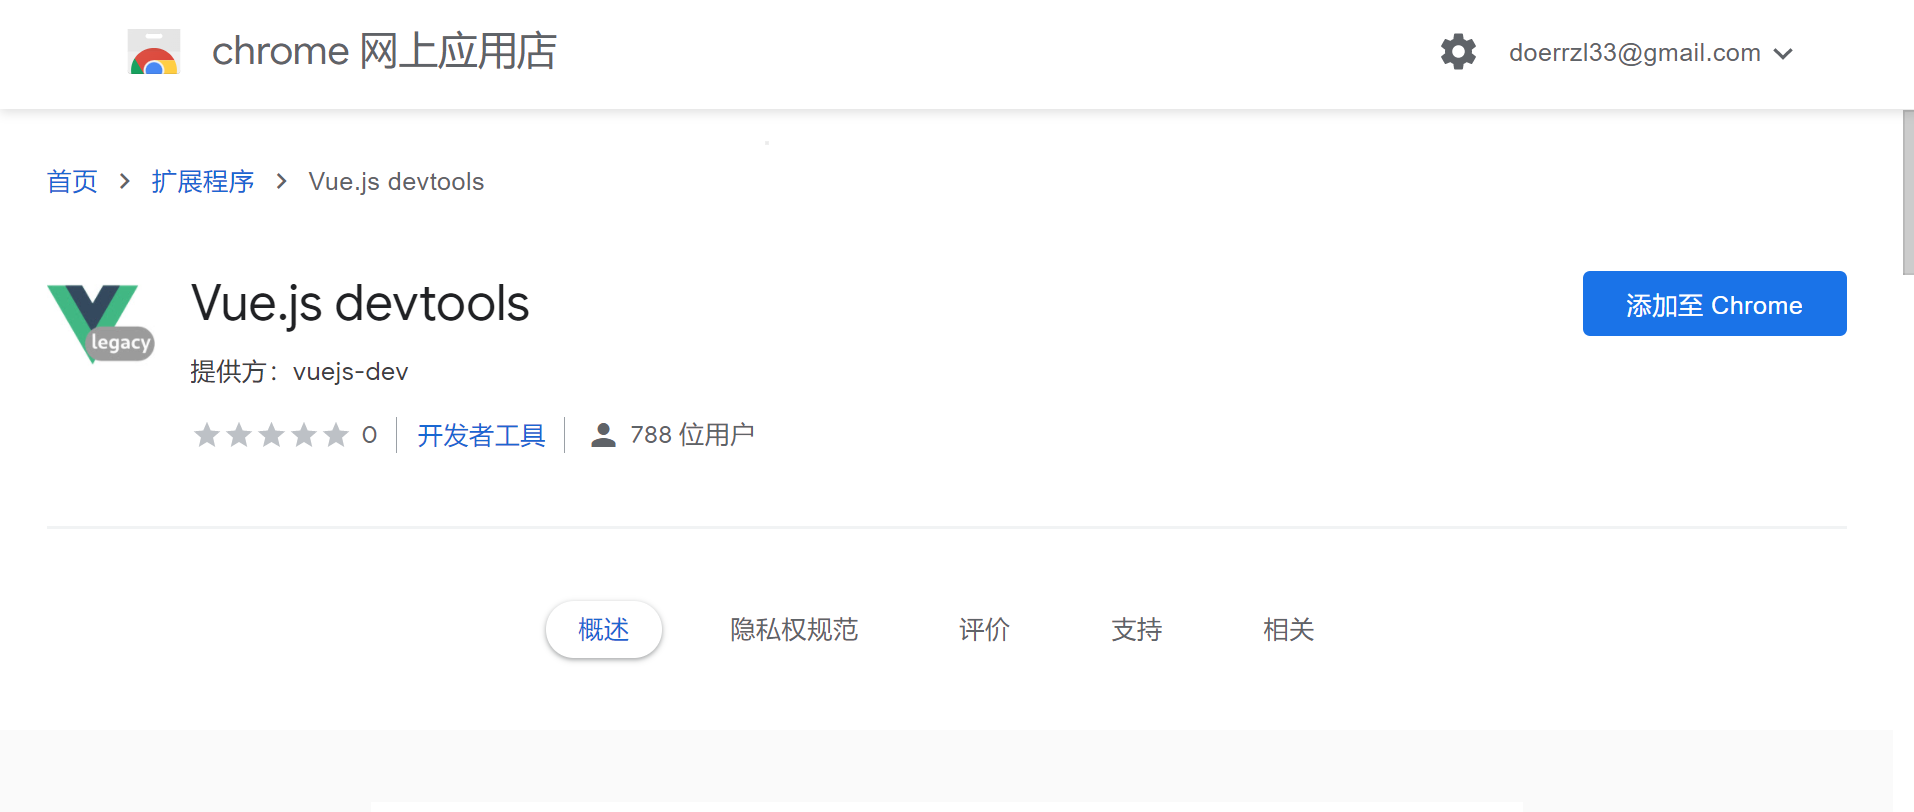 chrome 网上应用店
doerrzl33@gmail.com
首页 > 扩展程序 > Vue.js devtools
legacy
Vue.js devtools
添加至 Chrome
提供方：vuejs-dev
0 开发者工具 788 位用户
概述 隐私权规范 评价 支持 相关